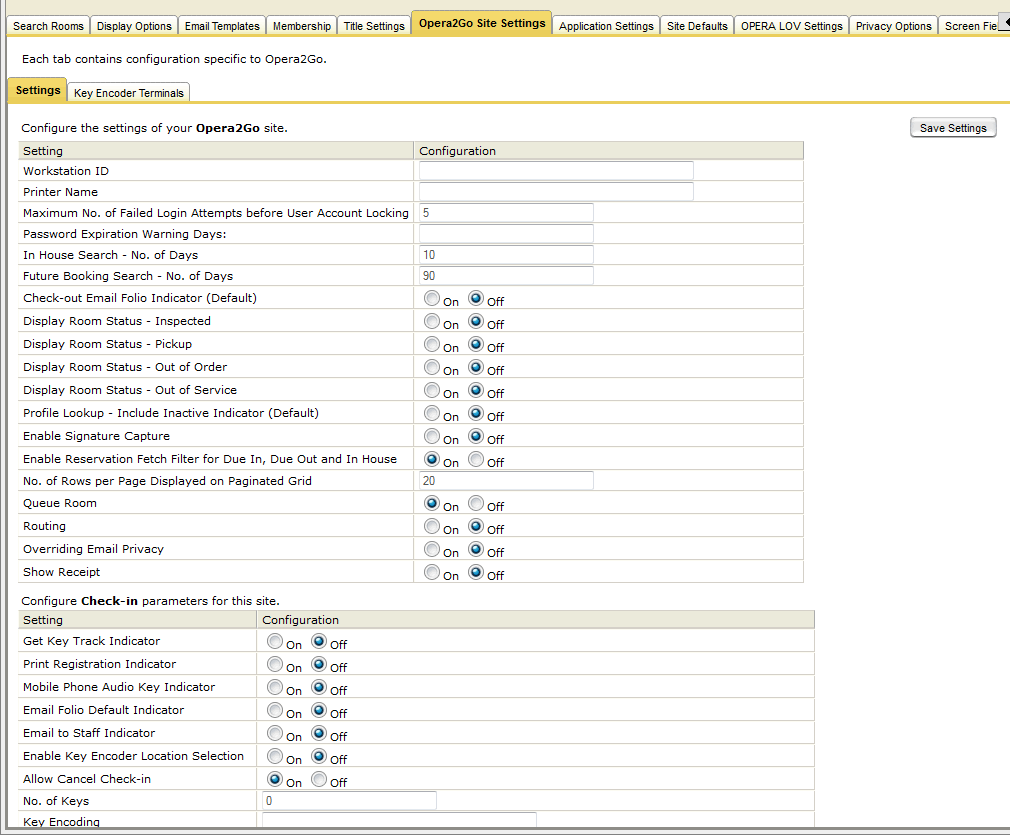 Search Rooms Display Options Email Templates Membership Title Settings Opera2Go Site Settings Application Settings Site Defaults OPERA LOV Settings Privacy Options Screen Fie
Each tab contains configuration specific to Opera2Go.
Settings Key Encoder Terminals
Configure the settings of your Opera2Go site. Save Settings
Setting Configuration
Workstation ID
Printer Name
Maximum No. of Failed Login Attempts before User Account Locking 5
Password Expiration Warning Days:
In House Search - No. of Days 10
Future Booking Search - No. of Days 90
Check-out Email Folio Indicator (Default) On Off
Display Room Status - Inspected On Off
Display Room Status - Pickup On Off
Display Room Status - Out of Order On Off
Display Room Status - Out of Service On Off
Profile Lookup - Include Inactive Indicator (Default) On Off
Enable Signature Capture On Off
Enable Reservation Fetch Filter for Due In, Due Out and In House On Off
No. of Rows per Page Displayed on Paginated Grid 20
Queue Room On Off
Routing On Off
Overriding Email Privacy On Off
Show Receipt On Off
Configure Check-in parameters for this site.
Setting Configuration
Get Key Track Indicator On Off
Print Registration Indicator On Off
Mobile Phone Audio Key Indicator On Off
Email Folio Default Indicator On Off
Email to Staff Indicator On Off
Enable Key Encoder Location Selection On Off
Allow Cancel Check-in On Off
No. of Keys 0
Key Encoding